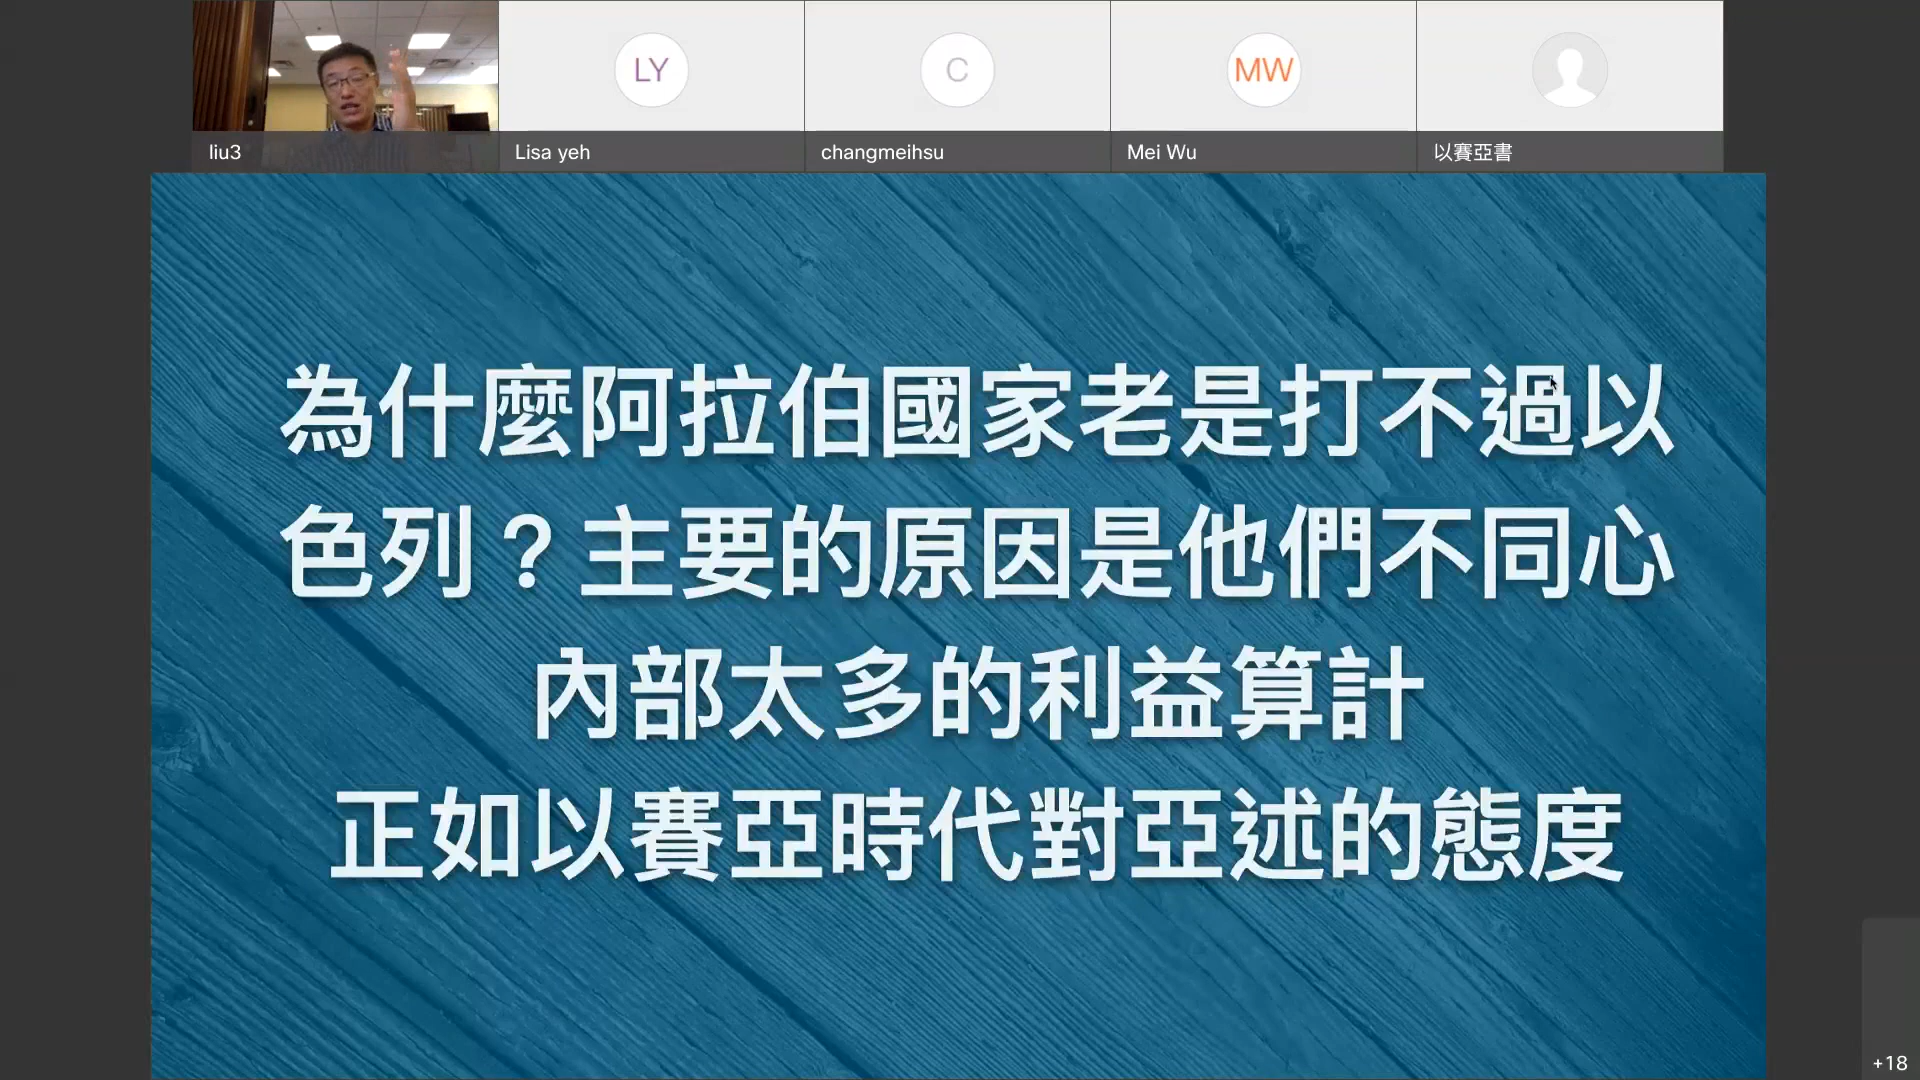 LY
C
MW
liu3
Lisa yeh
changmeihsu
Mei Wu
以賽亞書
為什麼阿拉伯國家老是打不過以
色列？主要的原因是他們不同心
內部太多的利益算計
正如以賽亞時代對亞述的態度
+18